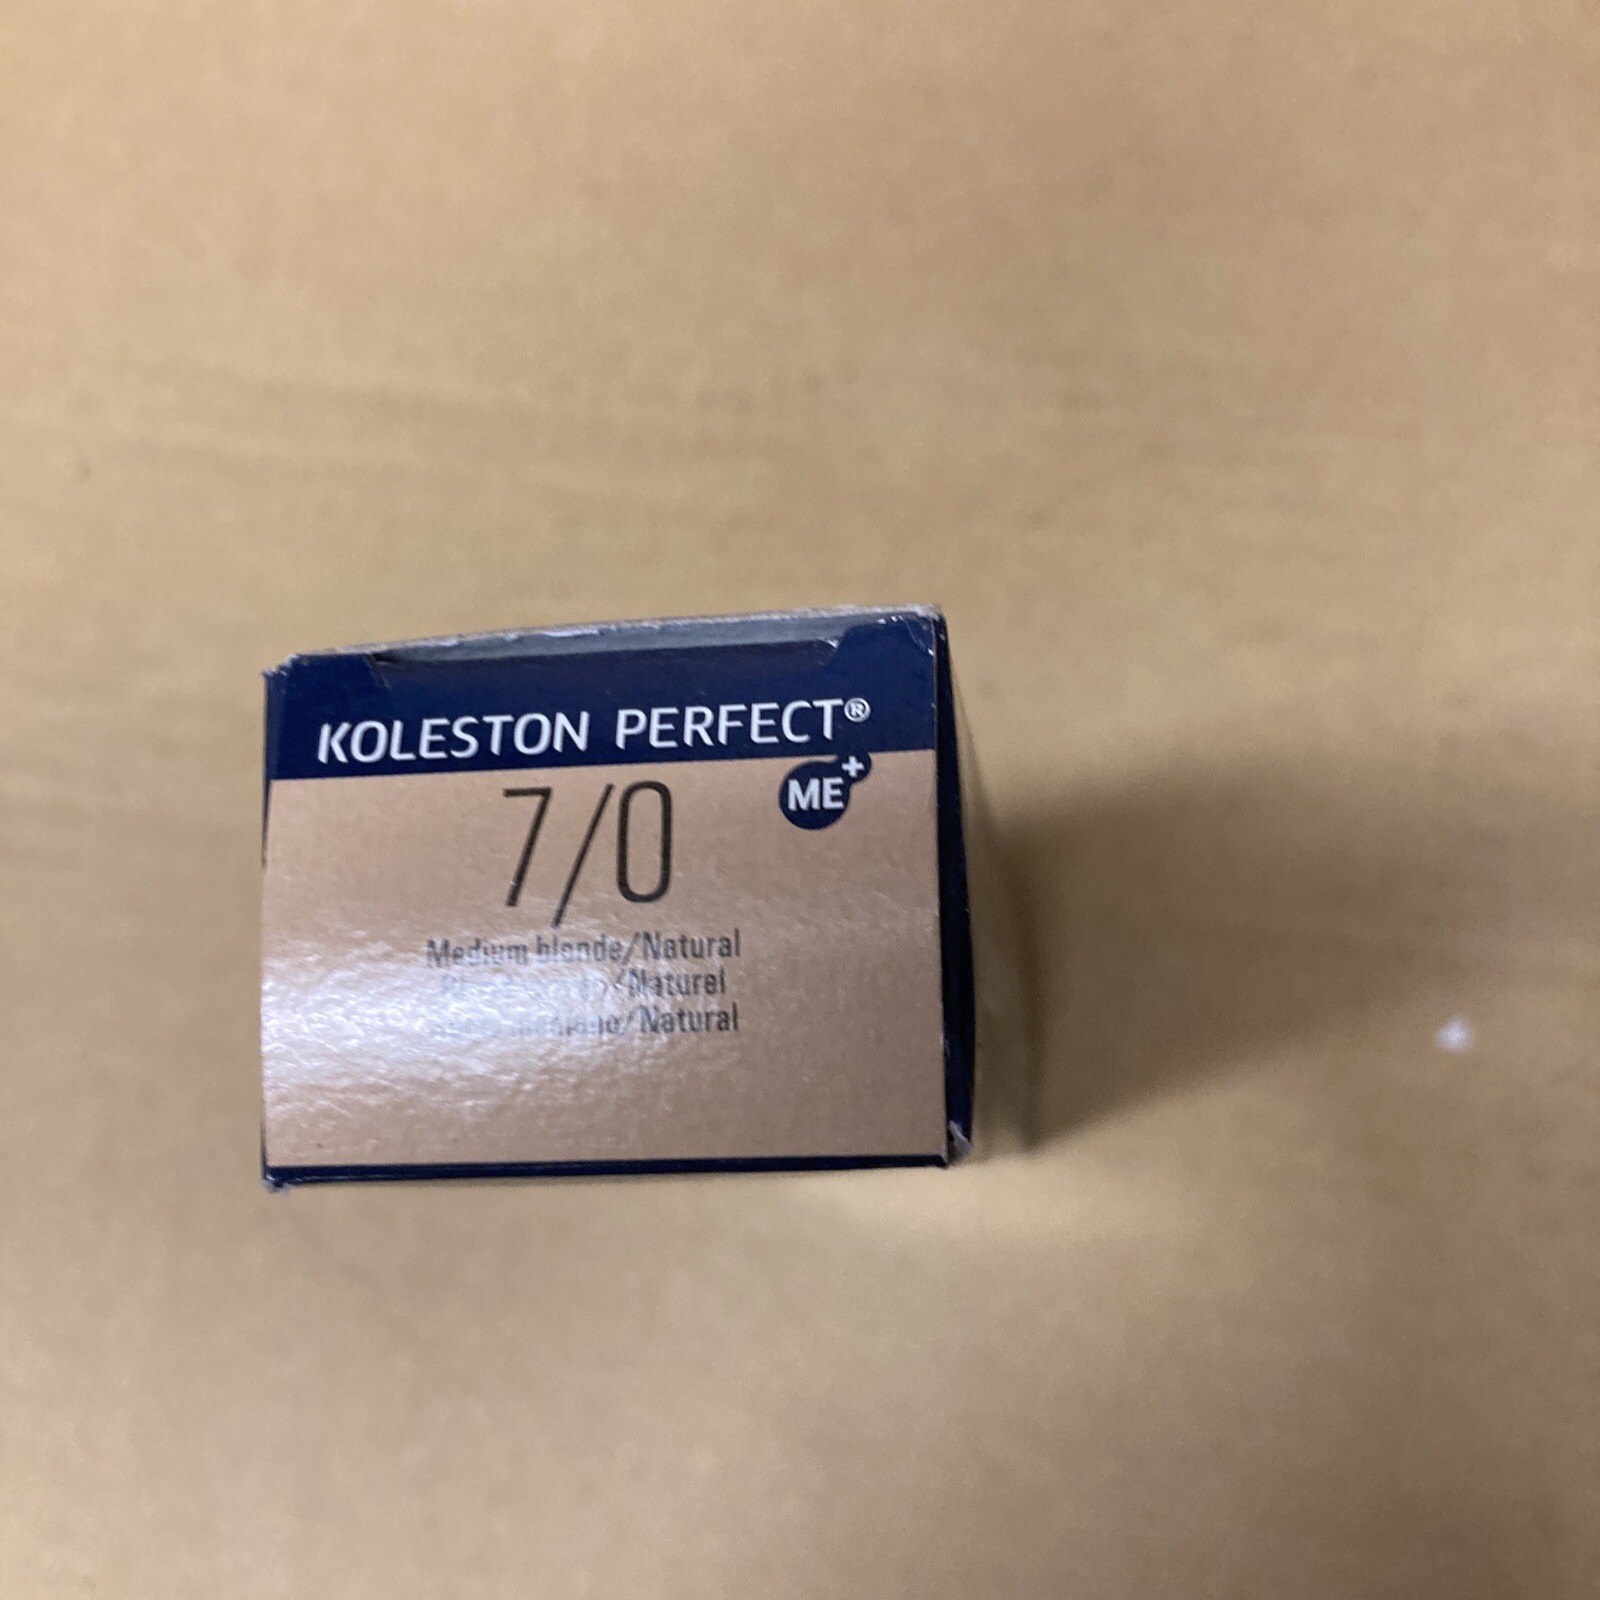 KOLESTON PERFECT®
ME+
7/0
Medium blonde/Natural
/Naturel
/Natural